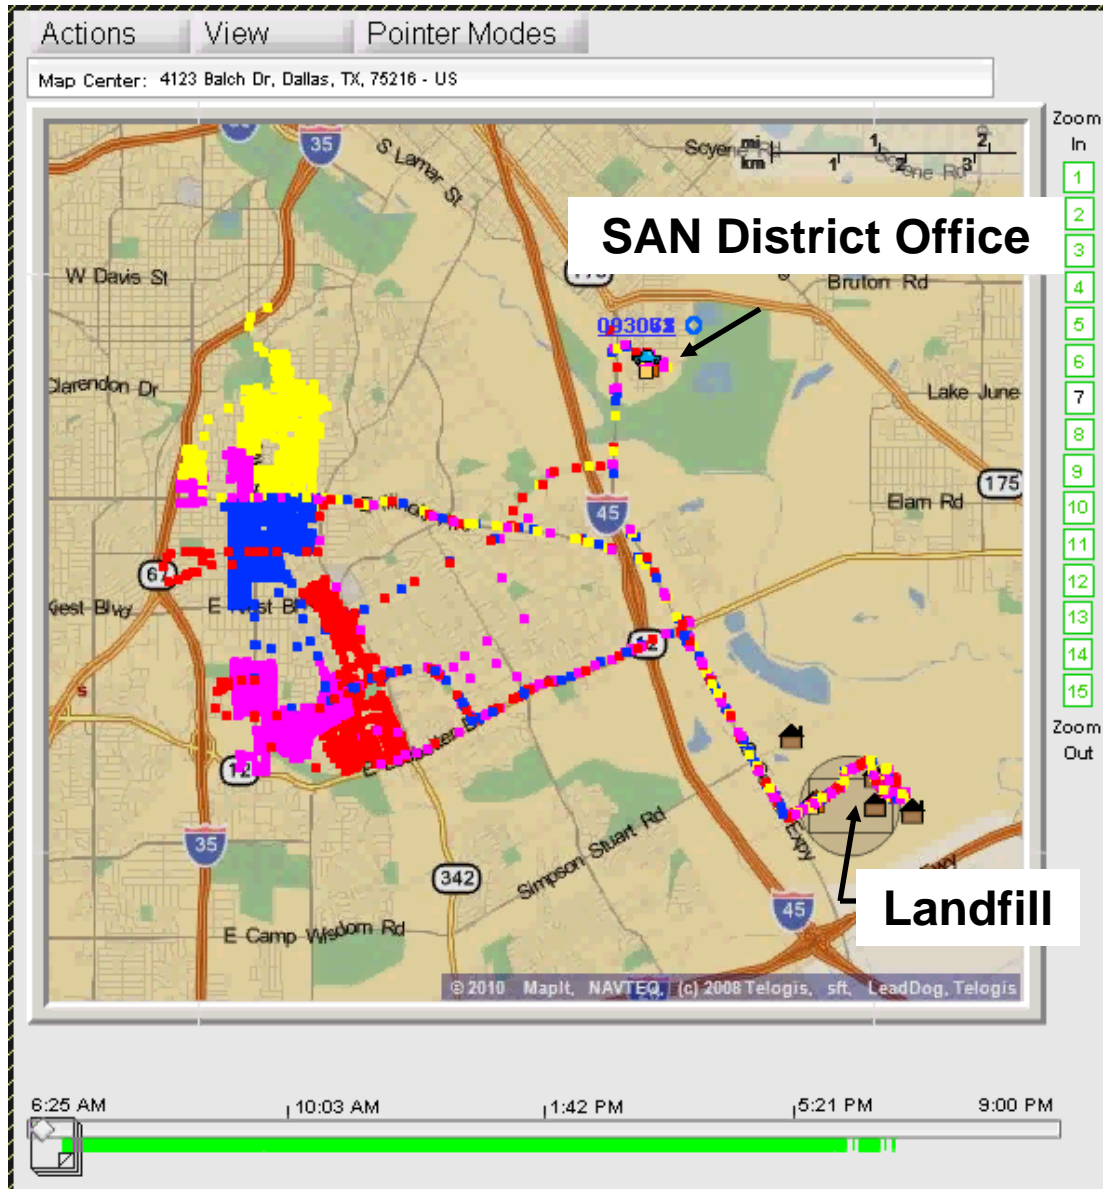 Actions View Pointer Modes
Map Center: 4123 Balch Dr, Dallas, TX, 75216 - US
Zoom
In
1
2
3
4
5
6
7
8
9
10
11
12
13
14
15
Zoom
Out
35
S Lamar St
mi 1 2
km 1 2 3
SAN District Office
W Davis St
Bruton Rd
Clarendon Dr
Lake June
175
Elam Rd
45
67
12
342
Simpson Stuart Rd
Expy
35
45
Landfill
E Camp Wisdom Rd
12
© 2010 MapIt, NAVTEQ, (c) 2008 Telogis, sft, LeadDog, Telogis
6:25 AM 10:03 AM 1:42 PM 5:21 PM 9:00 PM